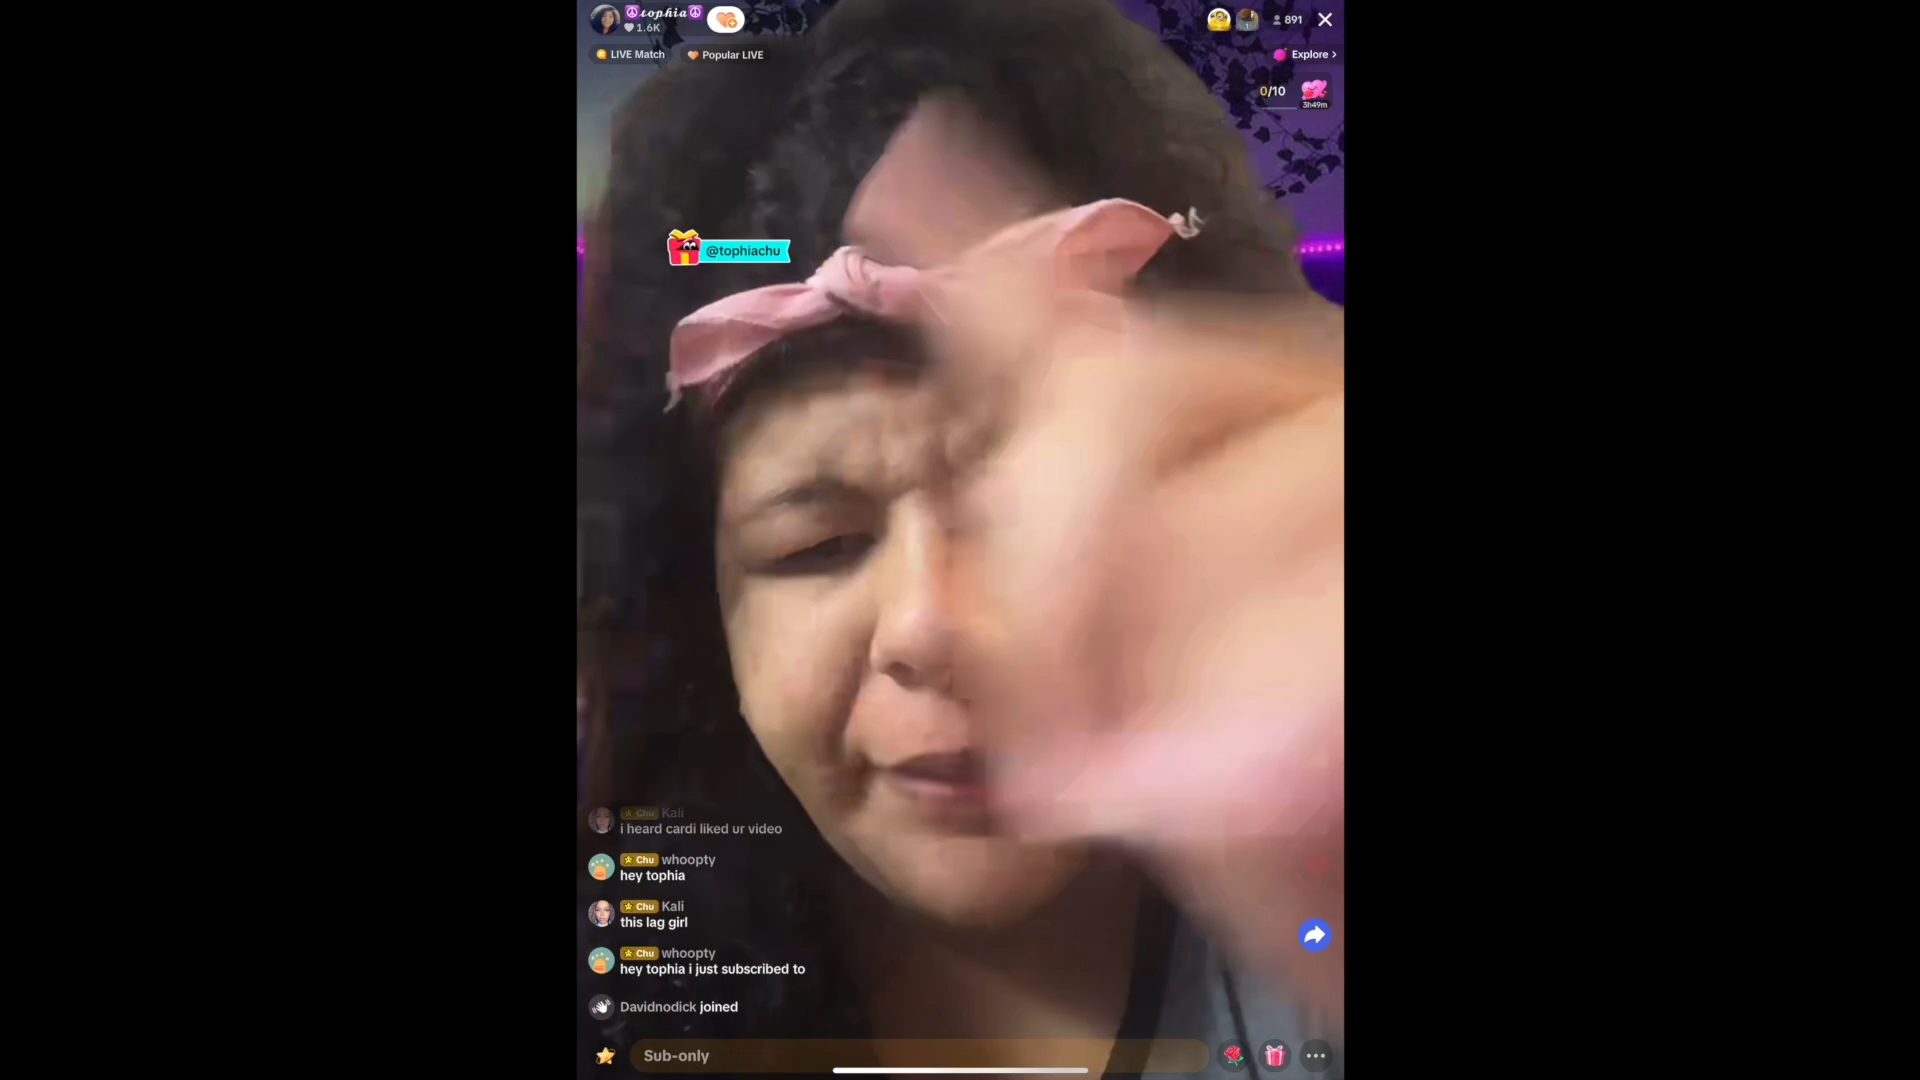 ☮️𝓽𝓸𝓹𝓱𝓲𝓪☮️
1.6K
891
LIVE Match
Popular LIVE
Explore >
0/10
3h49m
@tophiachu
Chu Kali
i heard cardi liked ur video
Chu whoopty
hey tophia
Chu Kali
this lag girl
Chu whoopty
hey tophia i just subscribed to
Davidnodick joined
Sub-only